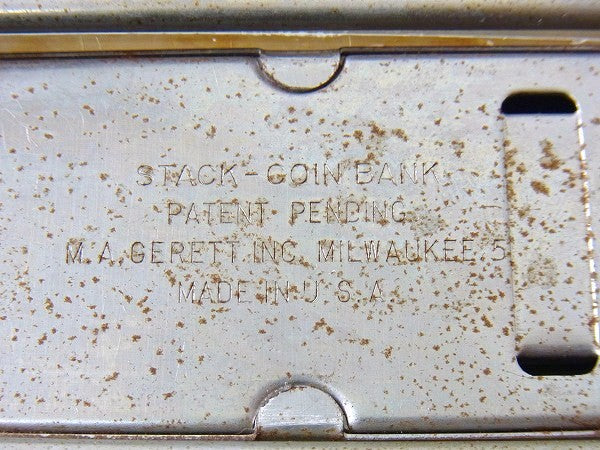 STACK-COIN BANK
PATENT PENDING
M.A. GERETT INC. MILWAUKEE 5
MADE IN U.S.A.